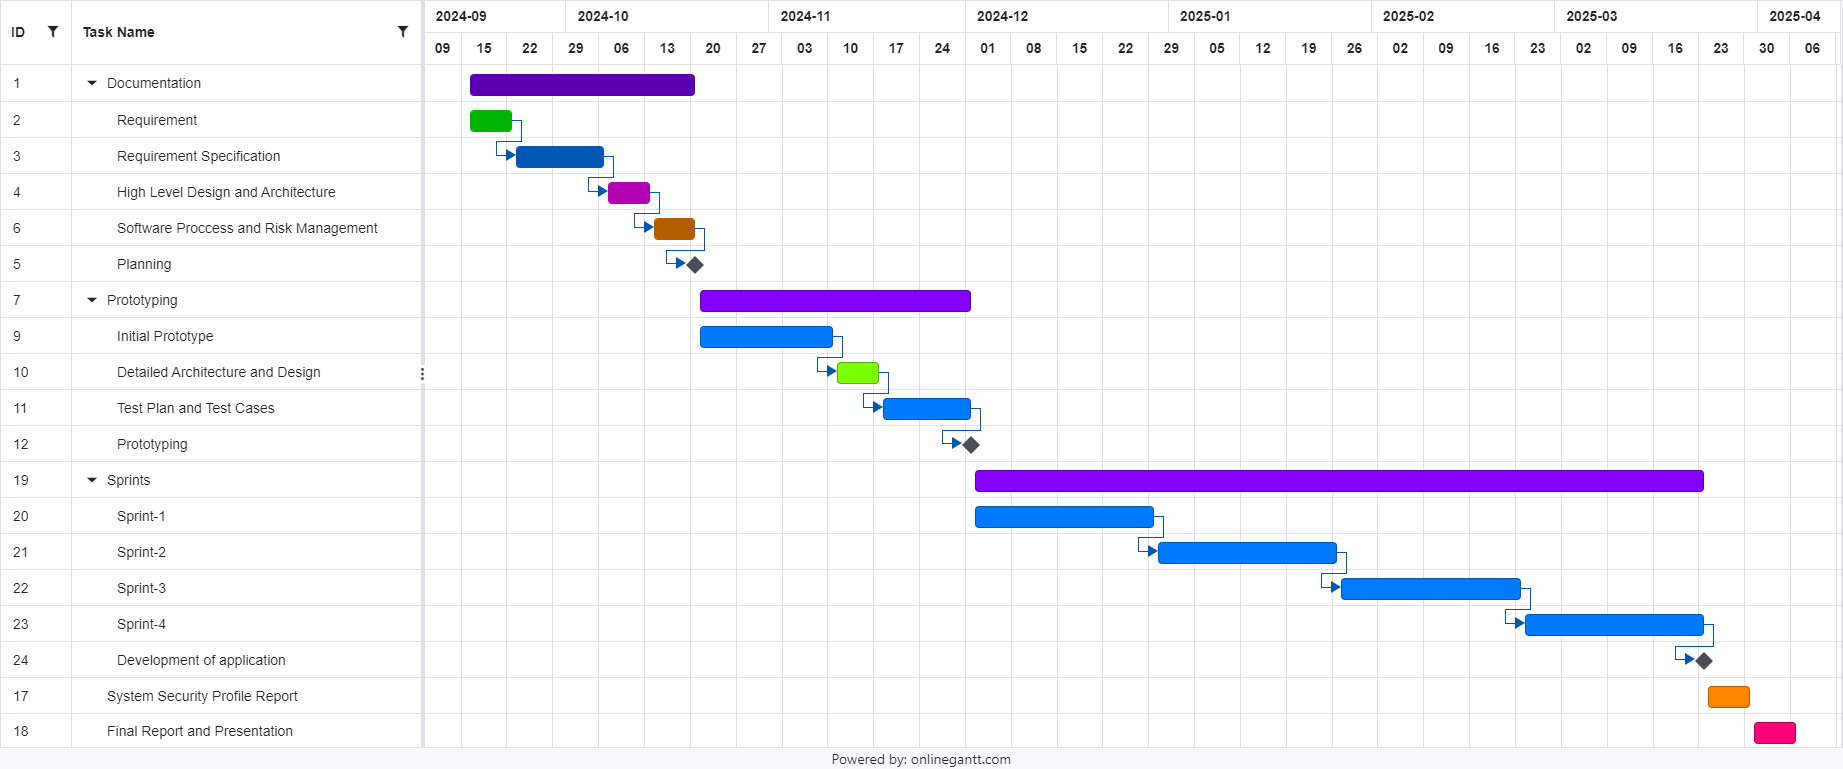 2024-09 2024-10 2024-11 2024-12 2025-01 2025-02 2025-03 2025-04
ID Task Name
09 15 22 29 06 13 20 27 03 10 17 24 01 08 15 22 29 05 12 19 26 02 09 16 23 02 09 16 23 30 06
1 Documentation
2 Requirement
3 Requirement Specification
4 High Level Design and Architecture
6 Software Proccess and Risk Management
5 Planning
7 Prototyping
9 Initial Prototype
10 Detailed Architecture and Design
11 Test Plan and Test Cases
12 Prototyping
19 Sprints
20 Sprint-1
21 Sprint-2
22 Sprint-3
23 Sprint-4
24 Development of application
17 System Security Profile Report
18 Final Report and Presentation
Powered by: onlinegantt.com